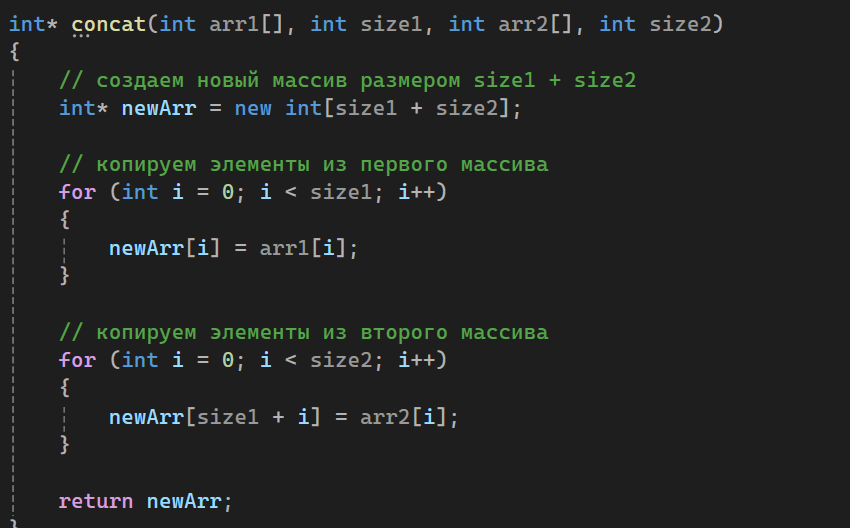 int* concat(int arr1[], int size1, int arr2[], int size2)
{
    // создаем новый массив размером size1 + size2
    int* newArr = new int[size1 + size2];

    // копируем элементы из первого массива
    for (int i = 0; i < size1; i++)
    {
        newArr[i] = arr1[i];
    }

    // копируем элементы из второго массива
    for (int i = 0; i < size2; i++)
    {
        newArr[size1 + i] = arr2[i];
    }

    return newArr;
}